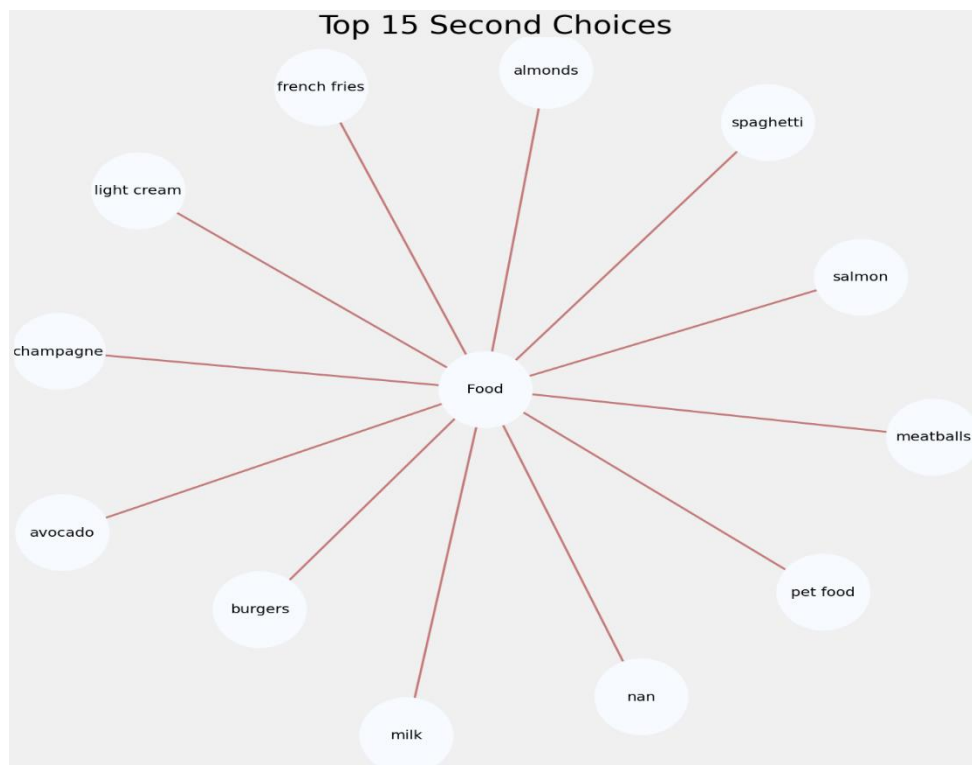 Top 15 Second Choices
almonds
french fries
spaghetti
light cream
salmon
champagne
Food
meatballs
avocado
pet food
burgers
nan
milk